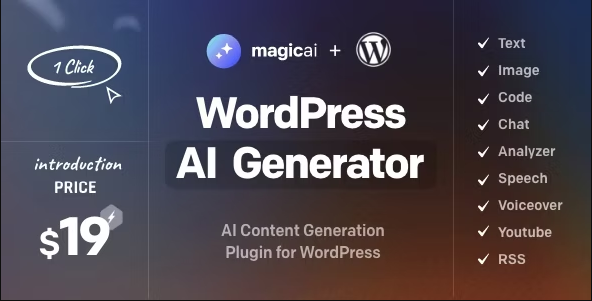 1 Click
introduction
PRICE
$19
magicai +
WordPress
AI Generator
AI Content Generation
Plugin for WordPress
Text
Image
Code
Chat
Analyzer
Speech
Voiceover
Youtube
RSS